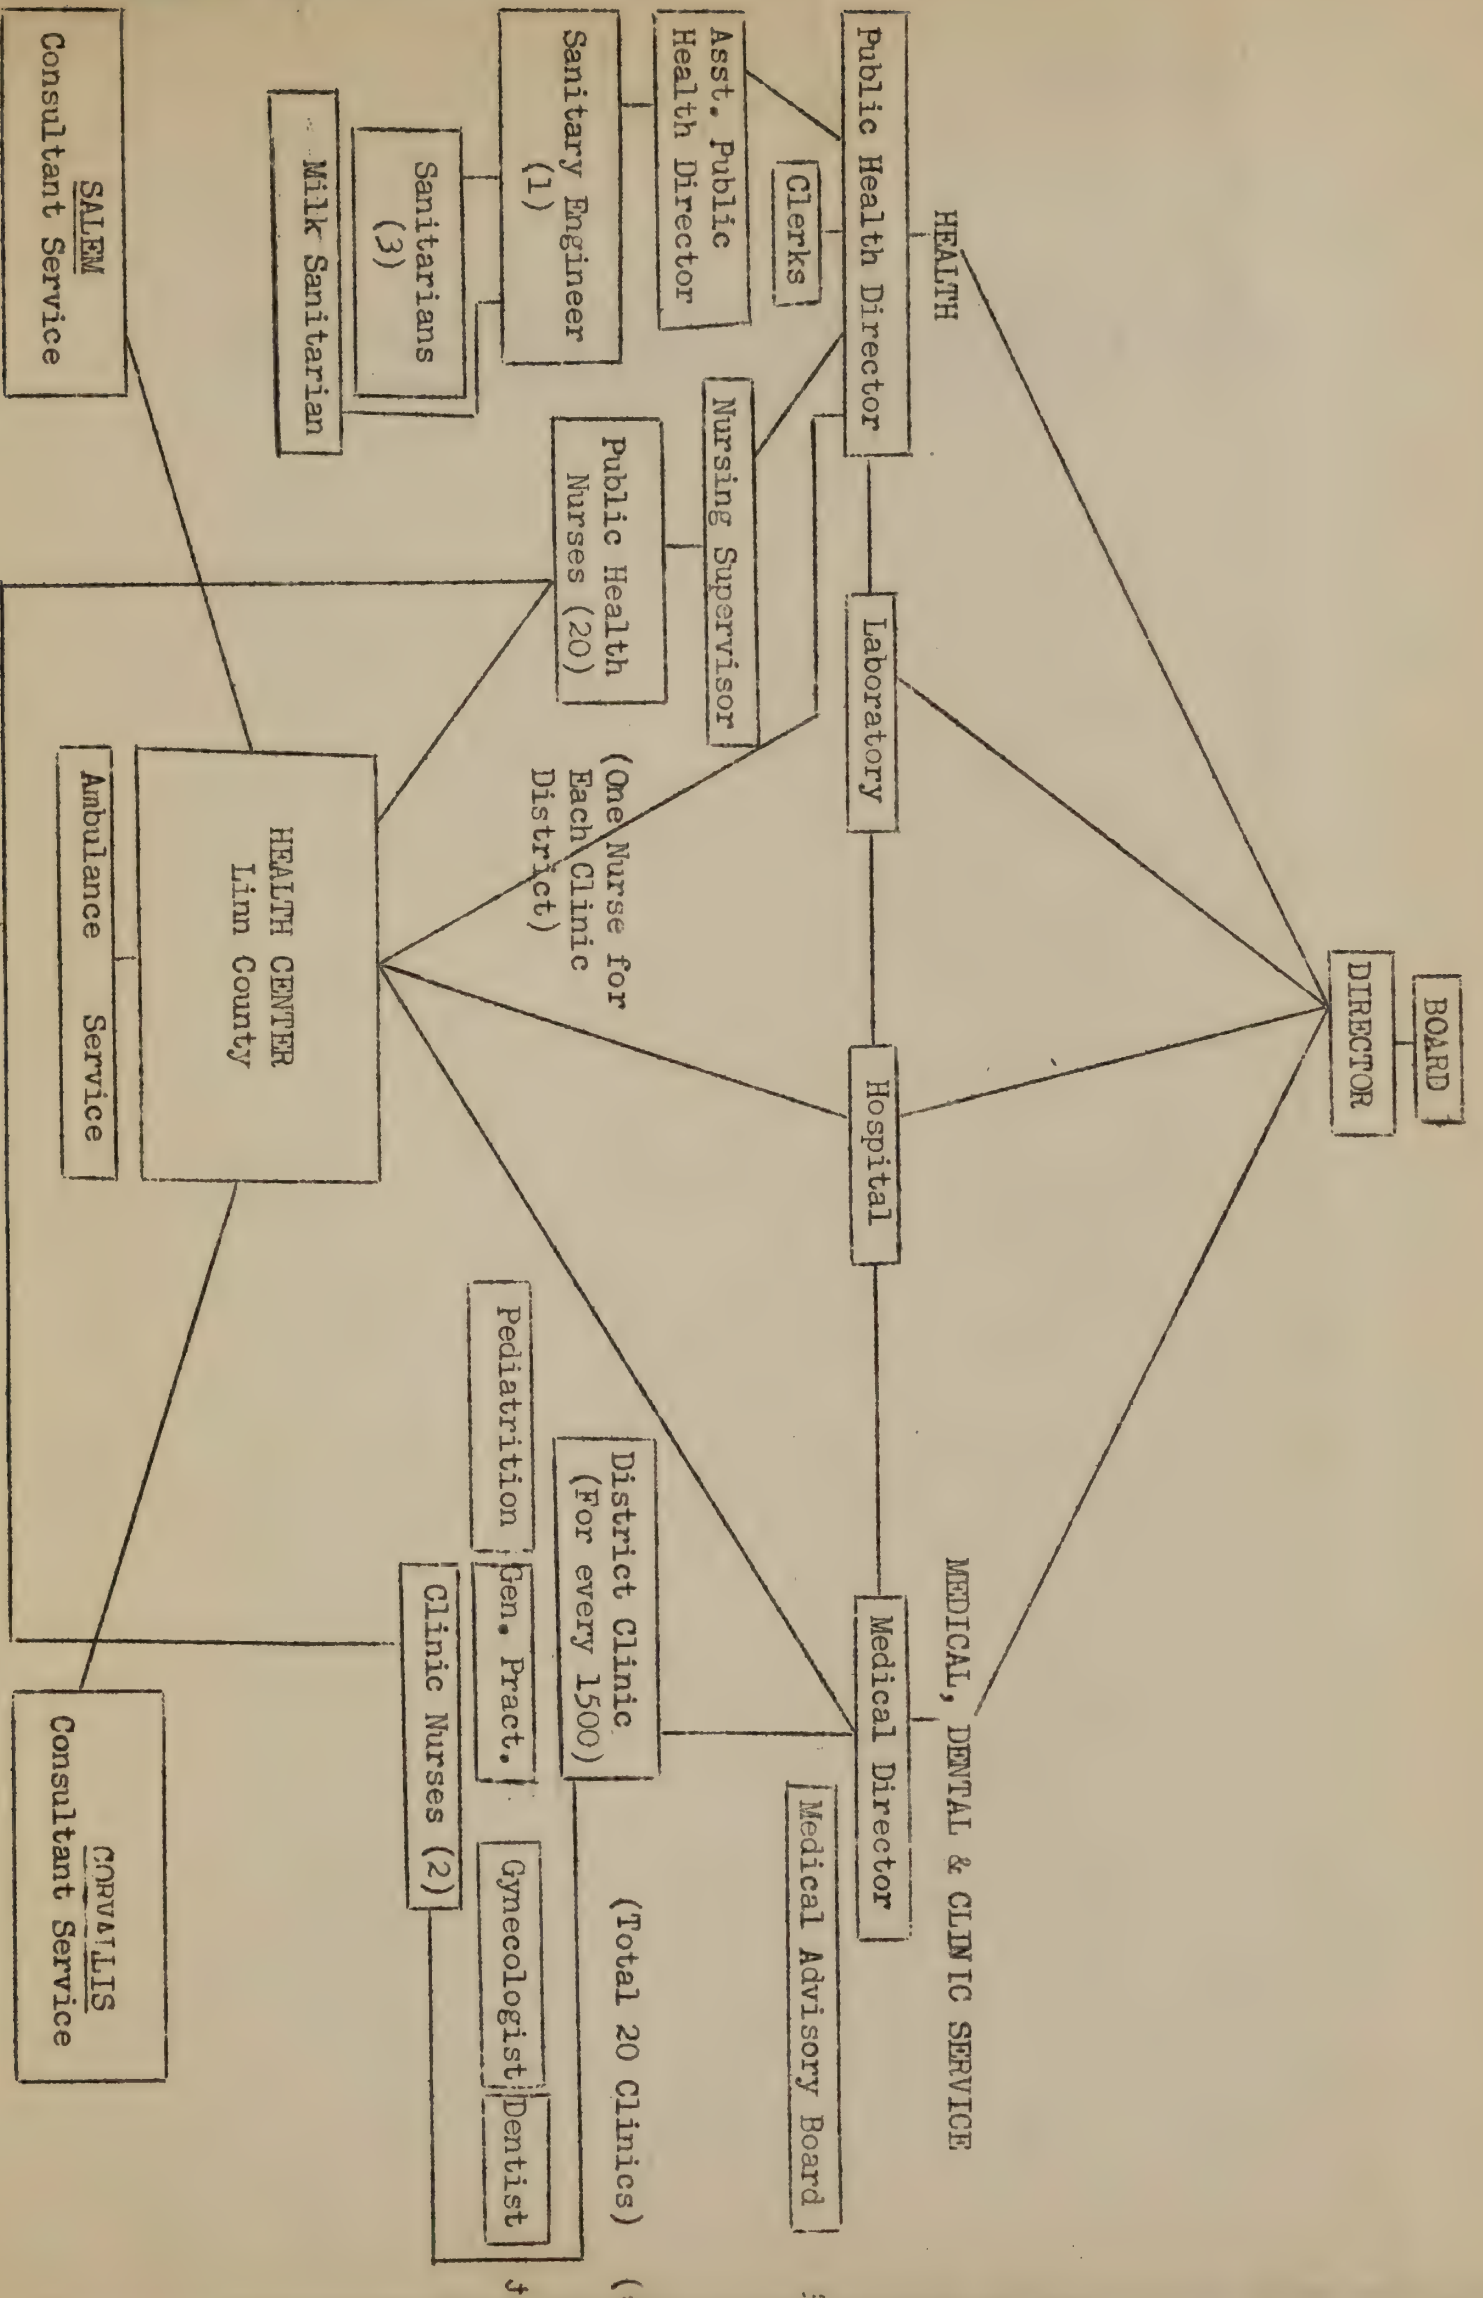 BOARD
DIRECTOR
HEALTH
MEDICAL, DENTAL & CLINIC SERVICE
Public Health Director
Laboratory
Hospital
Medical Director
Clerks
Medical Advisory Board
Asst. Public
Health Director
Nursing Supervisor
Sanitary Engineer
(1)
Public Health
Nurses (20)
(One Nurse for
Each Clinic
District)
District Clinic
(For every 1500)
(Total 20 Clinics)
Sanitarians
(3)
Pediatrition
Gen. Pract.
Gynecologist
Dentist
Milk Sanitarian
Clinic Nurses (2)
HEALTH CENTER
Linn County
Ambulance Service
SALEM
Consultant Service
CORVALLIS
Consultant Service